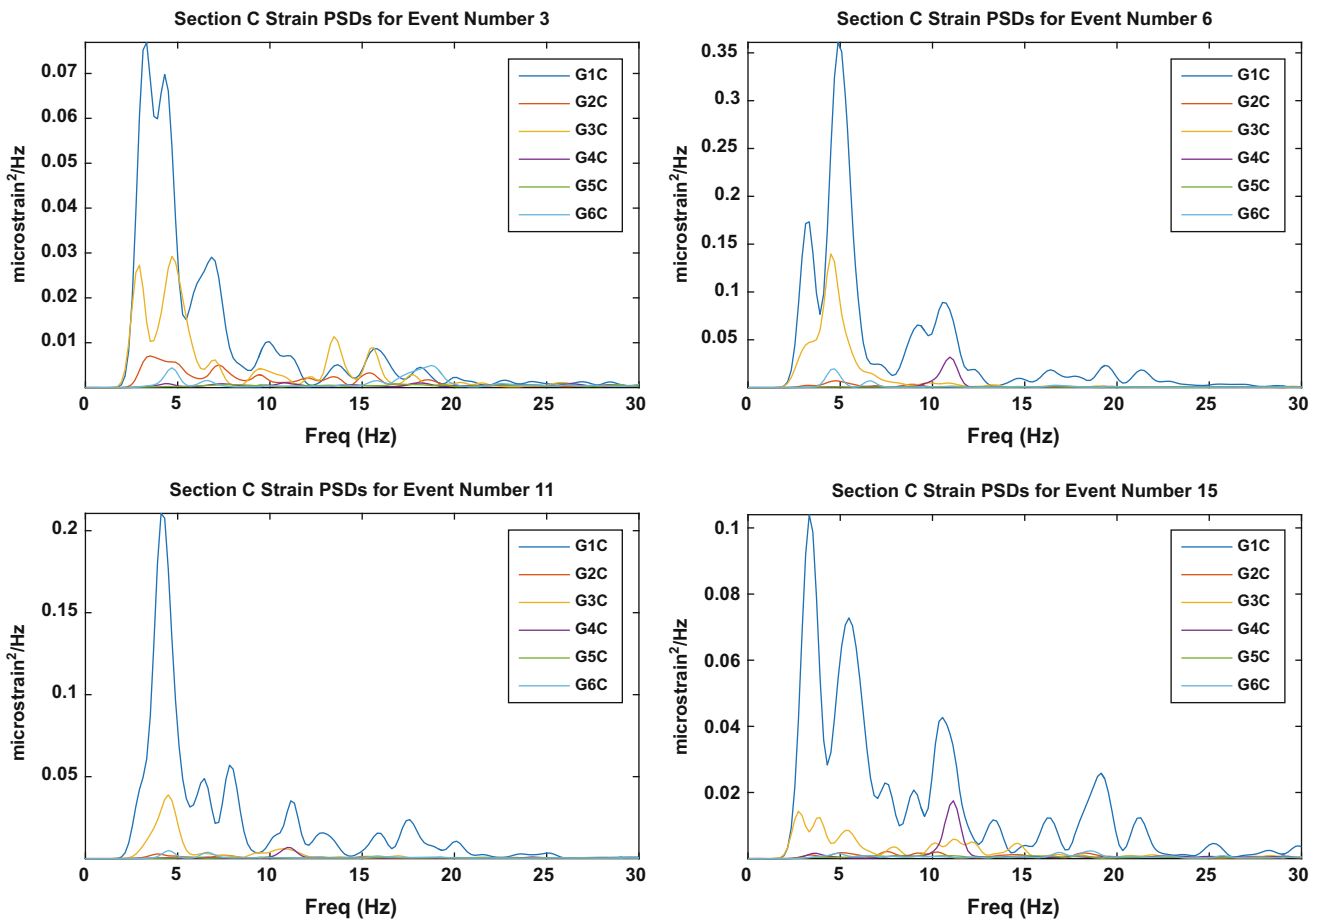 Section C Strain PSDs for Event Number 3
microstrain²/Hz
0.07
0.06
0.05
0.04
0.03
0.02
0.01
0 5 10 15 20 25 30
Freq (Hz)
G1C
G2C
G3C
G4C
G5C
G6C
Section C Strain PSDs for Event Number 6
microstrain²/Hz
0.35
0.3
0.25
0.2
0.15
0.1
0.05
0 5 10 15 20 25 30
Freq (Hz)
G1C
G2C
G3C
G4C
G5C
G6C
Section C Strain PSDs for Event Number 11
microstrain²/Hz
0.2
0.15
0.1
0.05
0 5 10 15 20 25 30
Freq (Hz)
G1C
G2C
G3C
G4C
G5C
G6C
Section C Strain PSDs for Event Number 15
microstrain²/Hz
0.1
0.08
0.06
0.04
0.02
0 5 10 15 20 25 30
Freq (Hz)
G1C
G2C
G3C
G4C
G5C
G6C